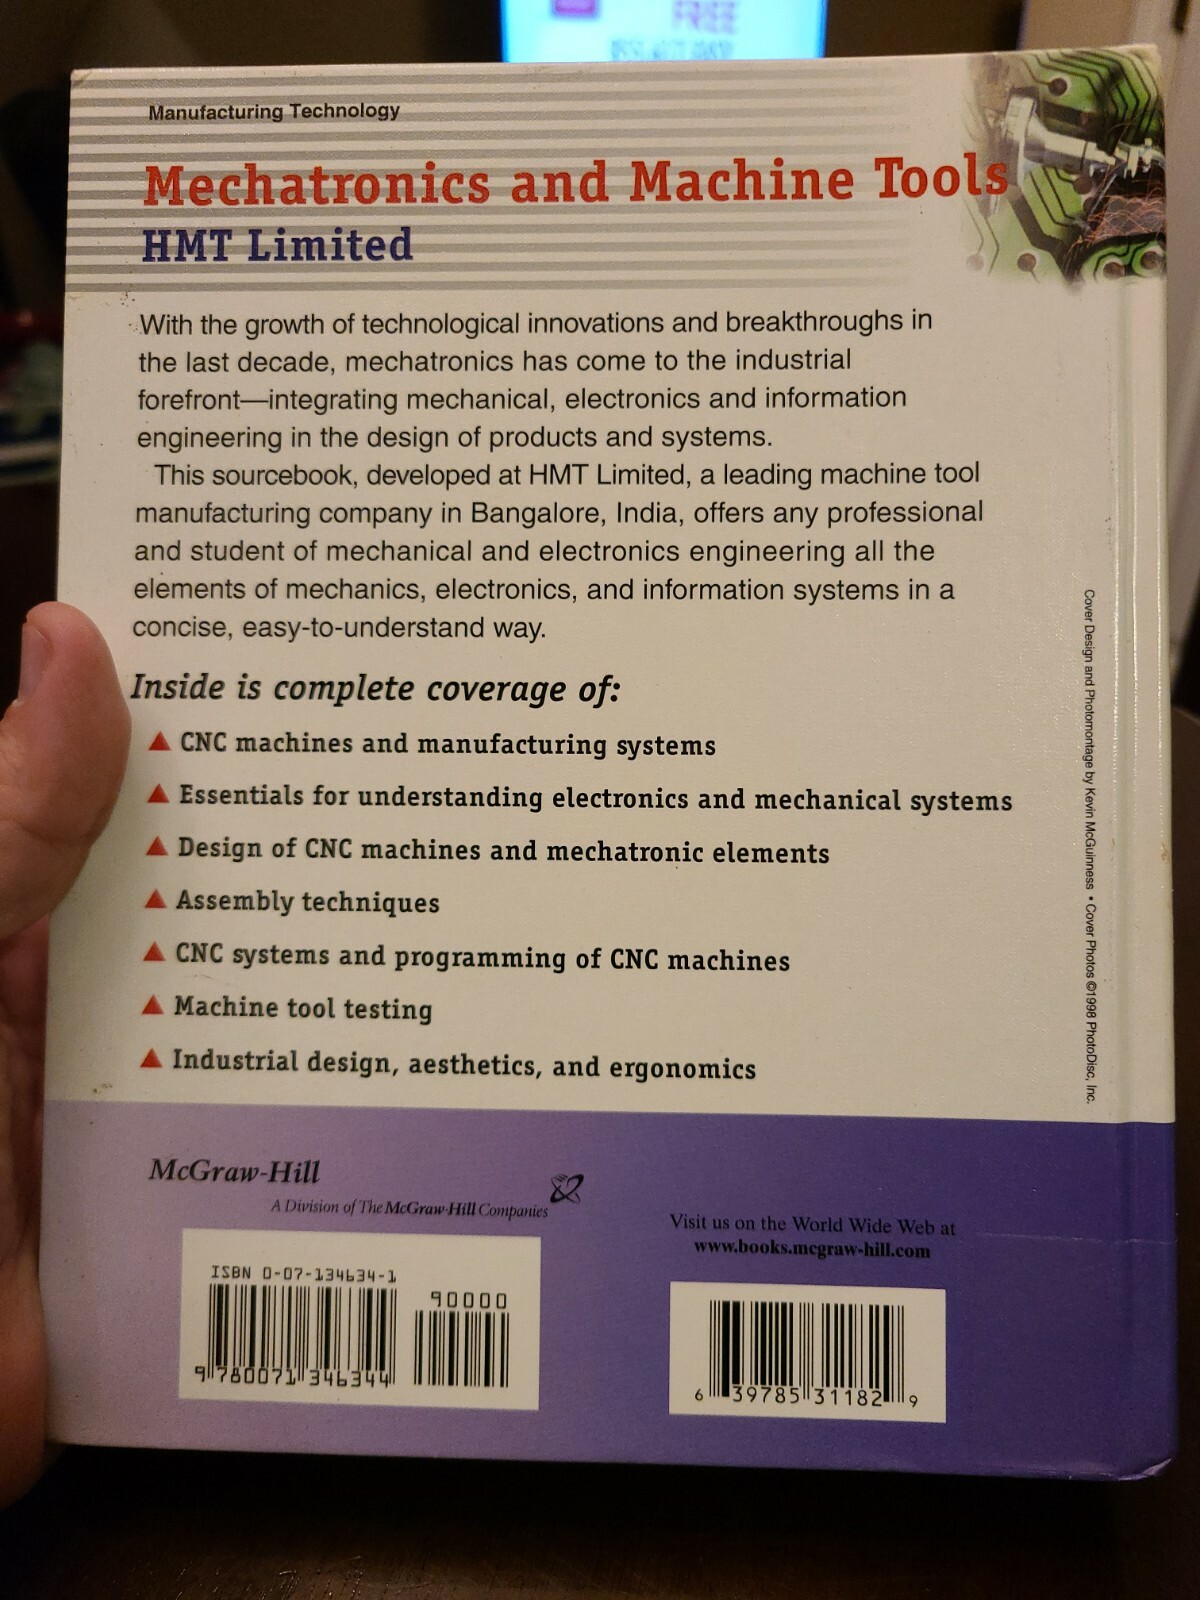 FREE
Manufacturing Technology
Mechatronics and Machine Tools
HMT Limited
With the growth of technological innovations and breakthroughs in
the last decade, mechatronics has come to the industrial
forefront—integrating mechanical, electronics and information
engineering in the design of products and systems.
This sourcebook, developed at HMT Limited, a leading machine tool
manufacturing company in Bangalore, India, offers any professional
and student of mechanical and electronics engineering all the
elements of mechanics, electronics, and information systems in a
concise, easy-to-understand way.
Inside is complete coverage of:
CNC machines and manufacturing systems
Essentials for understanding electronics and mechanical systems
Design of CNC machines and mechatronic elements
Assembly techniques
CNC systems and programming of CNC machines
Machine tool testing
Industrial design, aesthetics, and ergonomics
Cover Design and Photomontage by Kevin McGuinness • Cover Photos ©1998 PhotoDisc, Inc.
McGraw-Hill
A Division of The McGraw-Hill Companies
Visit us on the World Wide Web at
www.books.mcgraw-hill.com
ISBN 0-07-134634-1
90000
9 780071 346344
6 39785 31182 9